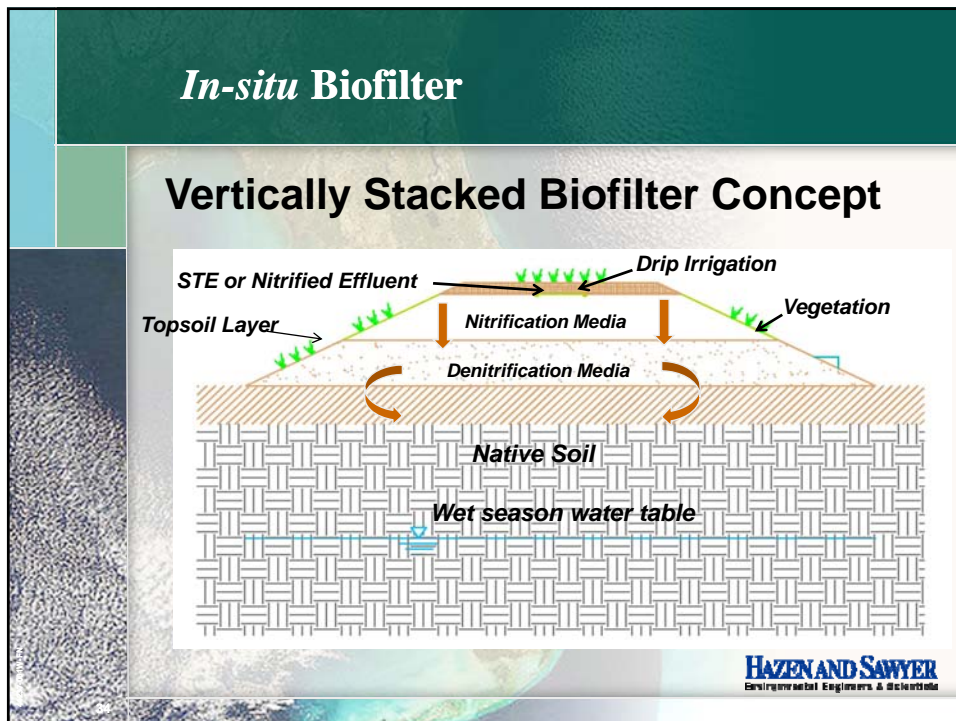 In-situ Biofilter
Vertically Stacked Biofilter Concept
Drip Irrigation
STE or Nitrified Effluent
Vegetation
Topsoil Layer
Nitrification Media
Denitrification Media
Native Soil
Wet season water table
HAZEN AND SAWYER
Environmental Engineers & Scientists
34